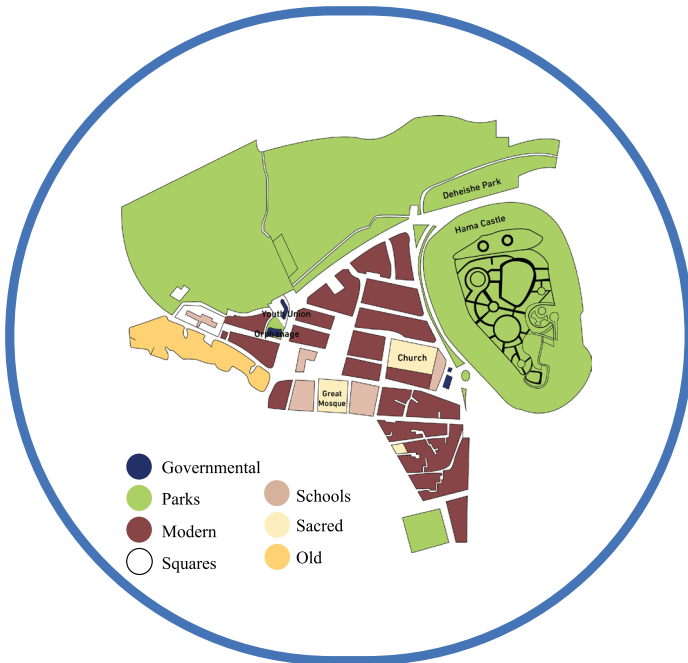 Deheishe Park
Hama Castle
Youth Union
Orphanage
Church
Great
Mosque
Governmental
Parks
Modern
Squares
Schools
Sacred
Old